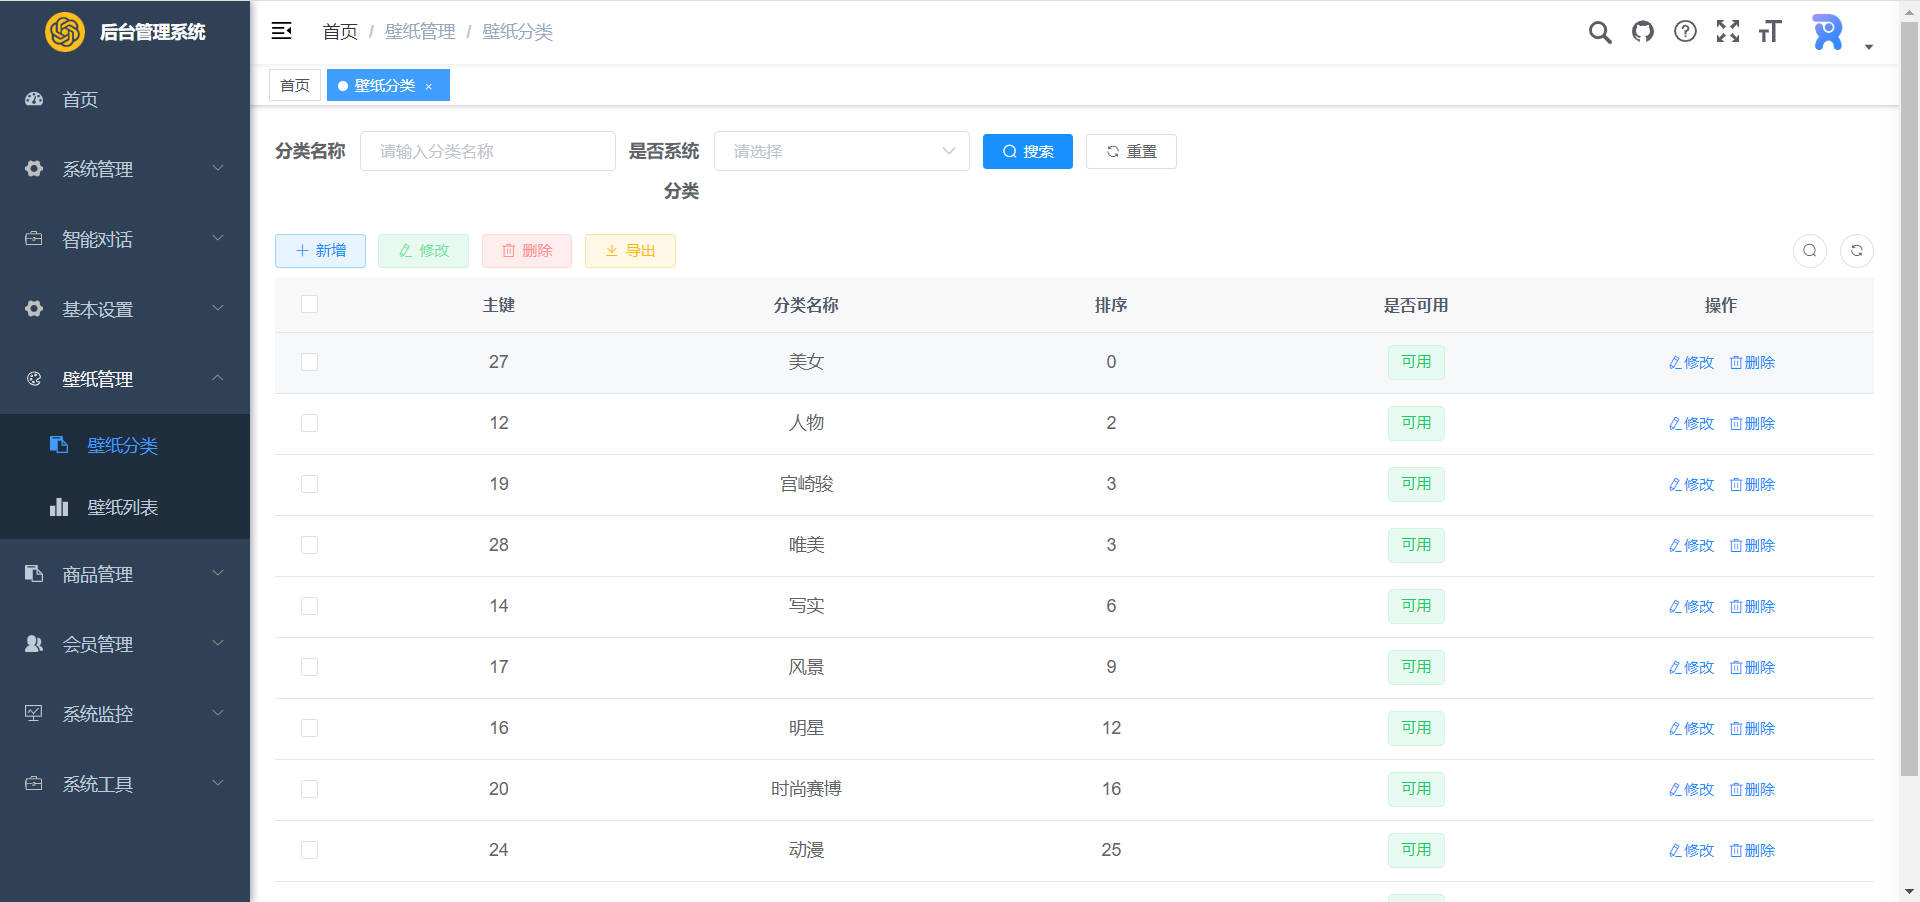 后台管理系统
首页
系统管理
智能对话
基本设置
壁纸管理
壁纸分类
壁纸列表
商品管理
会员管理
系统监控
系统工具
首页 / 壁纸管理 / 壁纸分类
首页 壁纸分类 ×
分类名称 请输入分类名称 是否系统分类 请选择 搜索 重置
新增 修改 删除 导出
主键 分类名称 排序 是否可用 操作
27 美女 0 可用 修改 删除
12 人物 2 可用 修改 删除
19 宫崎骏 3 可用 修改 删除
28 唯美 3 可用 修改 删除
14 写实 6 可用 修改 删除
17 风景 9 可用 修改 删除
16 明星 12 可用 修改 删除
20 时尚赛博 16 可用 修改 删除
24 动漫 25 可用 修改 删除